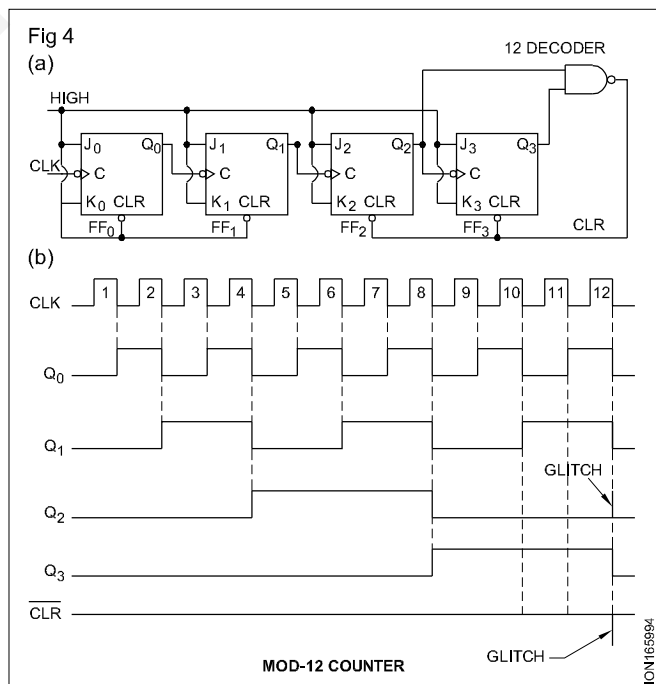 Fig 4
(a)
12 DECODER
HIGH
J0 Q0 J1 Q1 J2 Q2 J3 Q3
CLK C C C C
K0 CLR K1 CLR K2 CLR K3 CLR
FF0 FF1 FF2 FF3 CLR
(b)
CLK 1 2 3 4 5 6 7 8 9 10 11 12
Q0
Q1
GLITCH
Q2
Q3
CLR
GLITCH
MOD-12 COUNTER
ION165994